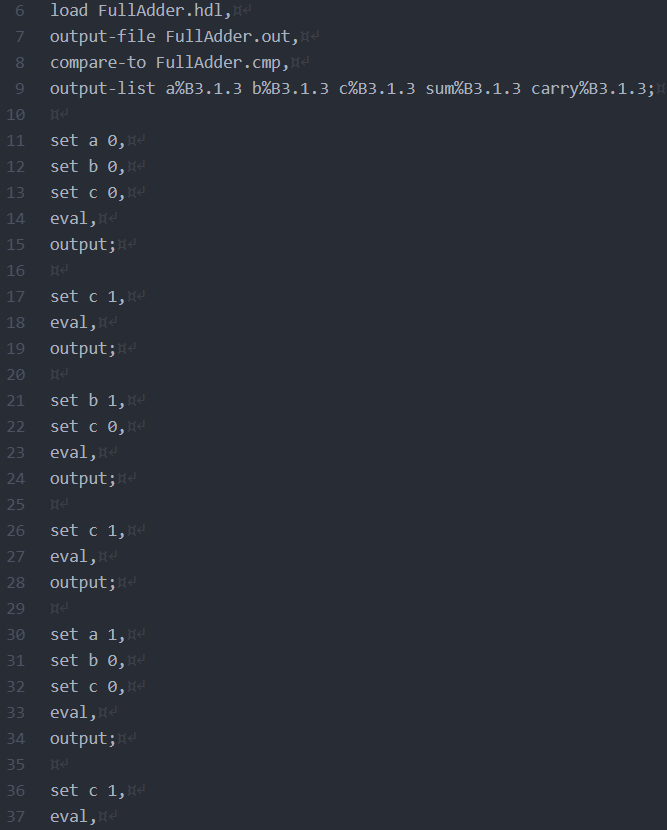 6 load FullAdder.hdl,¤↵
7 output-file FullAdder.out,¤↵
8 compare-to FullAdder.cmp,¤↵
9 output-list a%B3.1.3 b%B3.1.3 c%B3.1.3 sum%B3.1.3 carry%B3.1.3;¤
10 ¤↵
11 set a 0,¤↵
12 set b 0,¤↵
13 set c 0,¤↵
14 eval,¤↵
15 output;¤↵
16 ¤↵
17 set c 1,¤↵
18 eval,¤↵
19 output;¤↵
20 ¤↵
21 set b 1,¤↵
22 set c 0,¤↵
23 eval,¤↵
24 output;¤↵
25 ¤↵
26 set c 1,¤↵
27 eval,¤↵
28 output;¤↵
29 ¤↵
30 set a 1,¤↵
31 set b 0,¤↵
32 set c 0,¤↵
33 eval,¤↵
34 output;¤↵
35 ¤↵
36 set c 1,¤↵
37 eval,¤↵